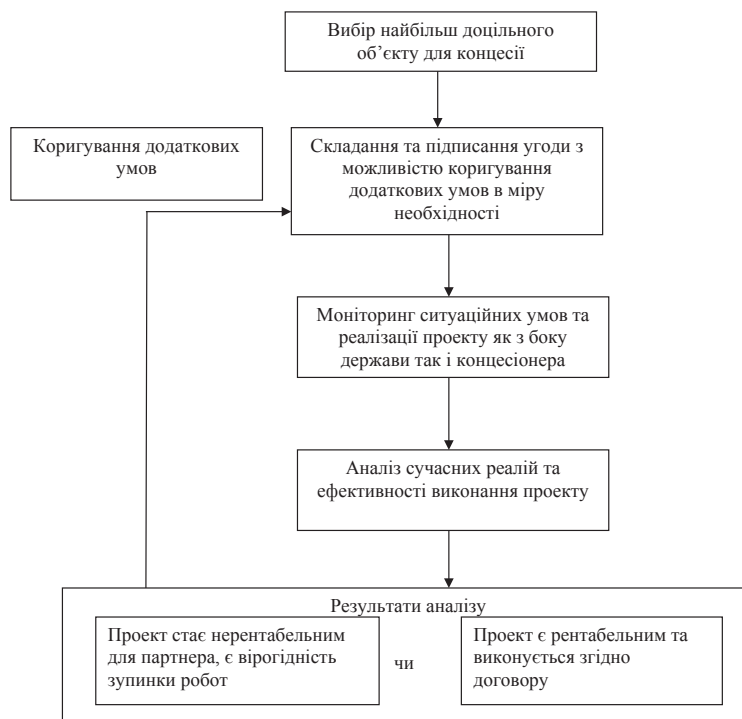 Вибір найбільш доцільного
об’єкту для концесії
Коригування додаткових
умов
Складання та підписання угоди з
можливістю коригування
додаткових умов в міру
необхідності
Моніторинг ситуаційних умов та
реалізації проекту як з боку
держави так і концесіонера
Аналіз сучасних реалій та
ефективності виконання проекту
Результати аналізу
Проект стає нерентабельним
для партнера, є вірогідність
зупинки робот
чи
Проект є рентабельним та
виконується згідно
договору